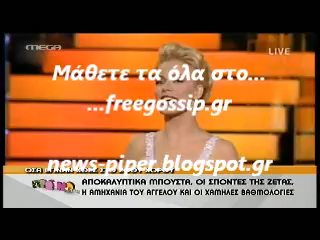 MEGA
LIVE
Μάθετε τα όλα στο...
...freegossip.gr
news-piper.blogspot.gr
ΑΠΟΚΑΛΥΠΤΙΚΑ ΜΠΟΥΣΤΑ, ΟΙ ΣΠΟΝΤΕΣ ΤΗΣ ΖΕΤΑΣ,
Η ΑΜΗΧΑΝΙΑ ΤΟΥ ΑΓΓΕΛΟΥ ΚΑΙ ΟΙ ΧΑΜΗΛΕΣ ΒΑΘΜΟΛΟΓΙΕΣ